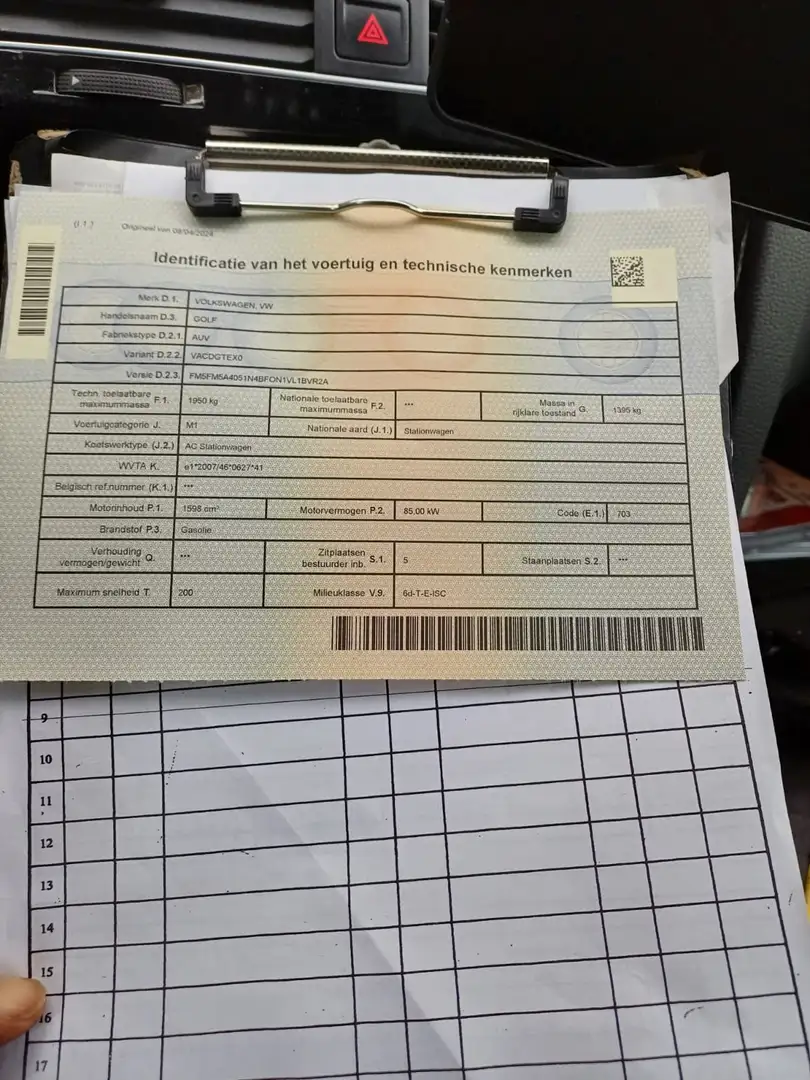 Origineel van 09/04/2024
Identificatie van het voertuig en technische kenmerken
Merk D.1. VOLKSWAGEN, VW
Handelsnaam D.3. GOLF
Fabriekstype D.2.1. AUV
Variant D.2.2. VACDGTEX0
Versie D.2.3. FM5FM5A4051N4BFON1VL1BVR2A
Techn. toelaatbare maximummassa F.1. 1950 kg Nationale toelaatbare maximummassa F.2. *** Massa in rijklare toestand G. 1395 kg
Voertuigcategorie J. M1 Nationale aard (J.1.) Stationwagen
Koetswerktype (J.2.) AC Stationwagen
WVTA K. e1*2007/46*0627*41
Belgisch ref.nummer (K.1.) ***
Motorinhoud P.1. 1598 cm³ Motorvermogen P.2. 85,00 kW Code (E.1.) 703
Brandstof P.3. Gasolie
Verhouding vermogen/gewicht Q. *** Zitplaatsen bestuurder inb. S.1. 5 Staanplaatsen S.2. ***
Maximum snelheid T. 200 Milieuklasse V.9. 6d-T-E-ISC
9
10
11
12
13
14
15
16
17